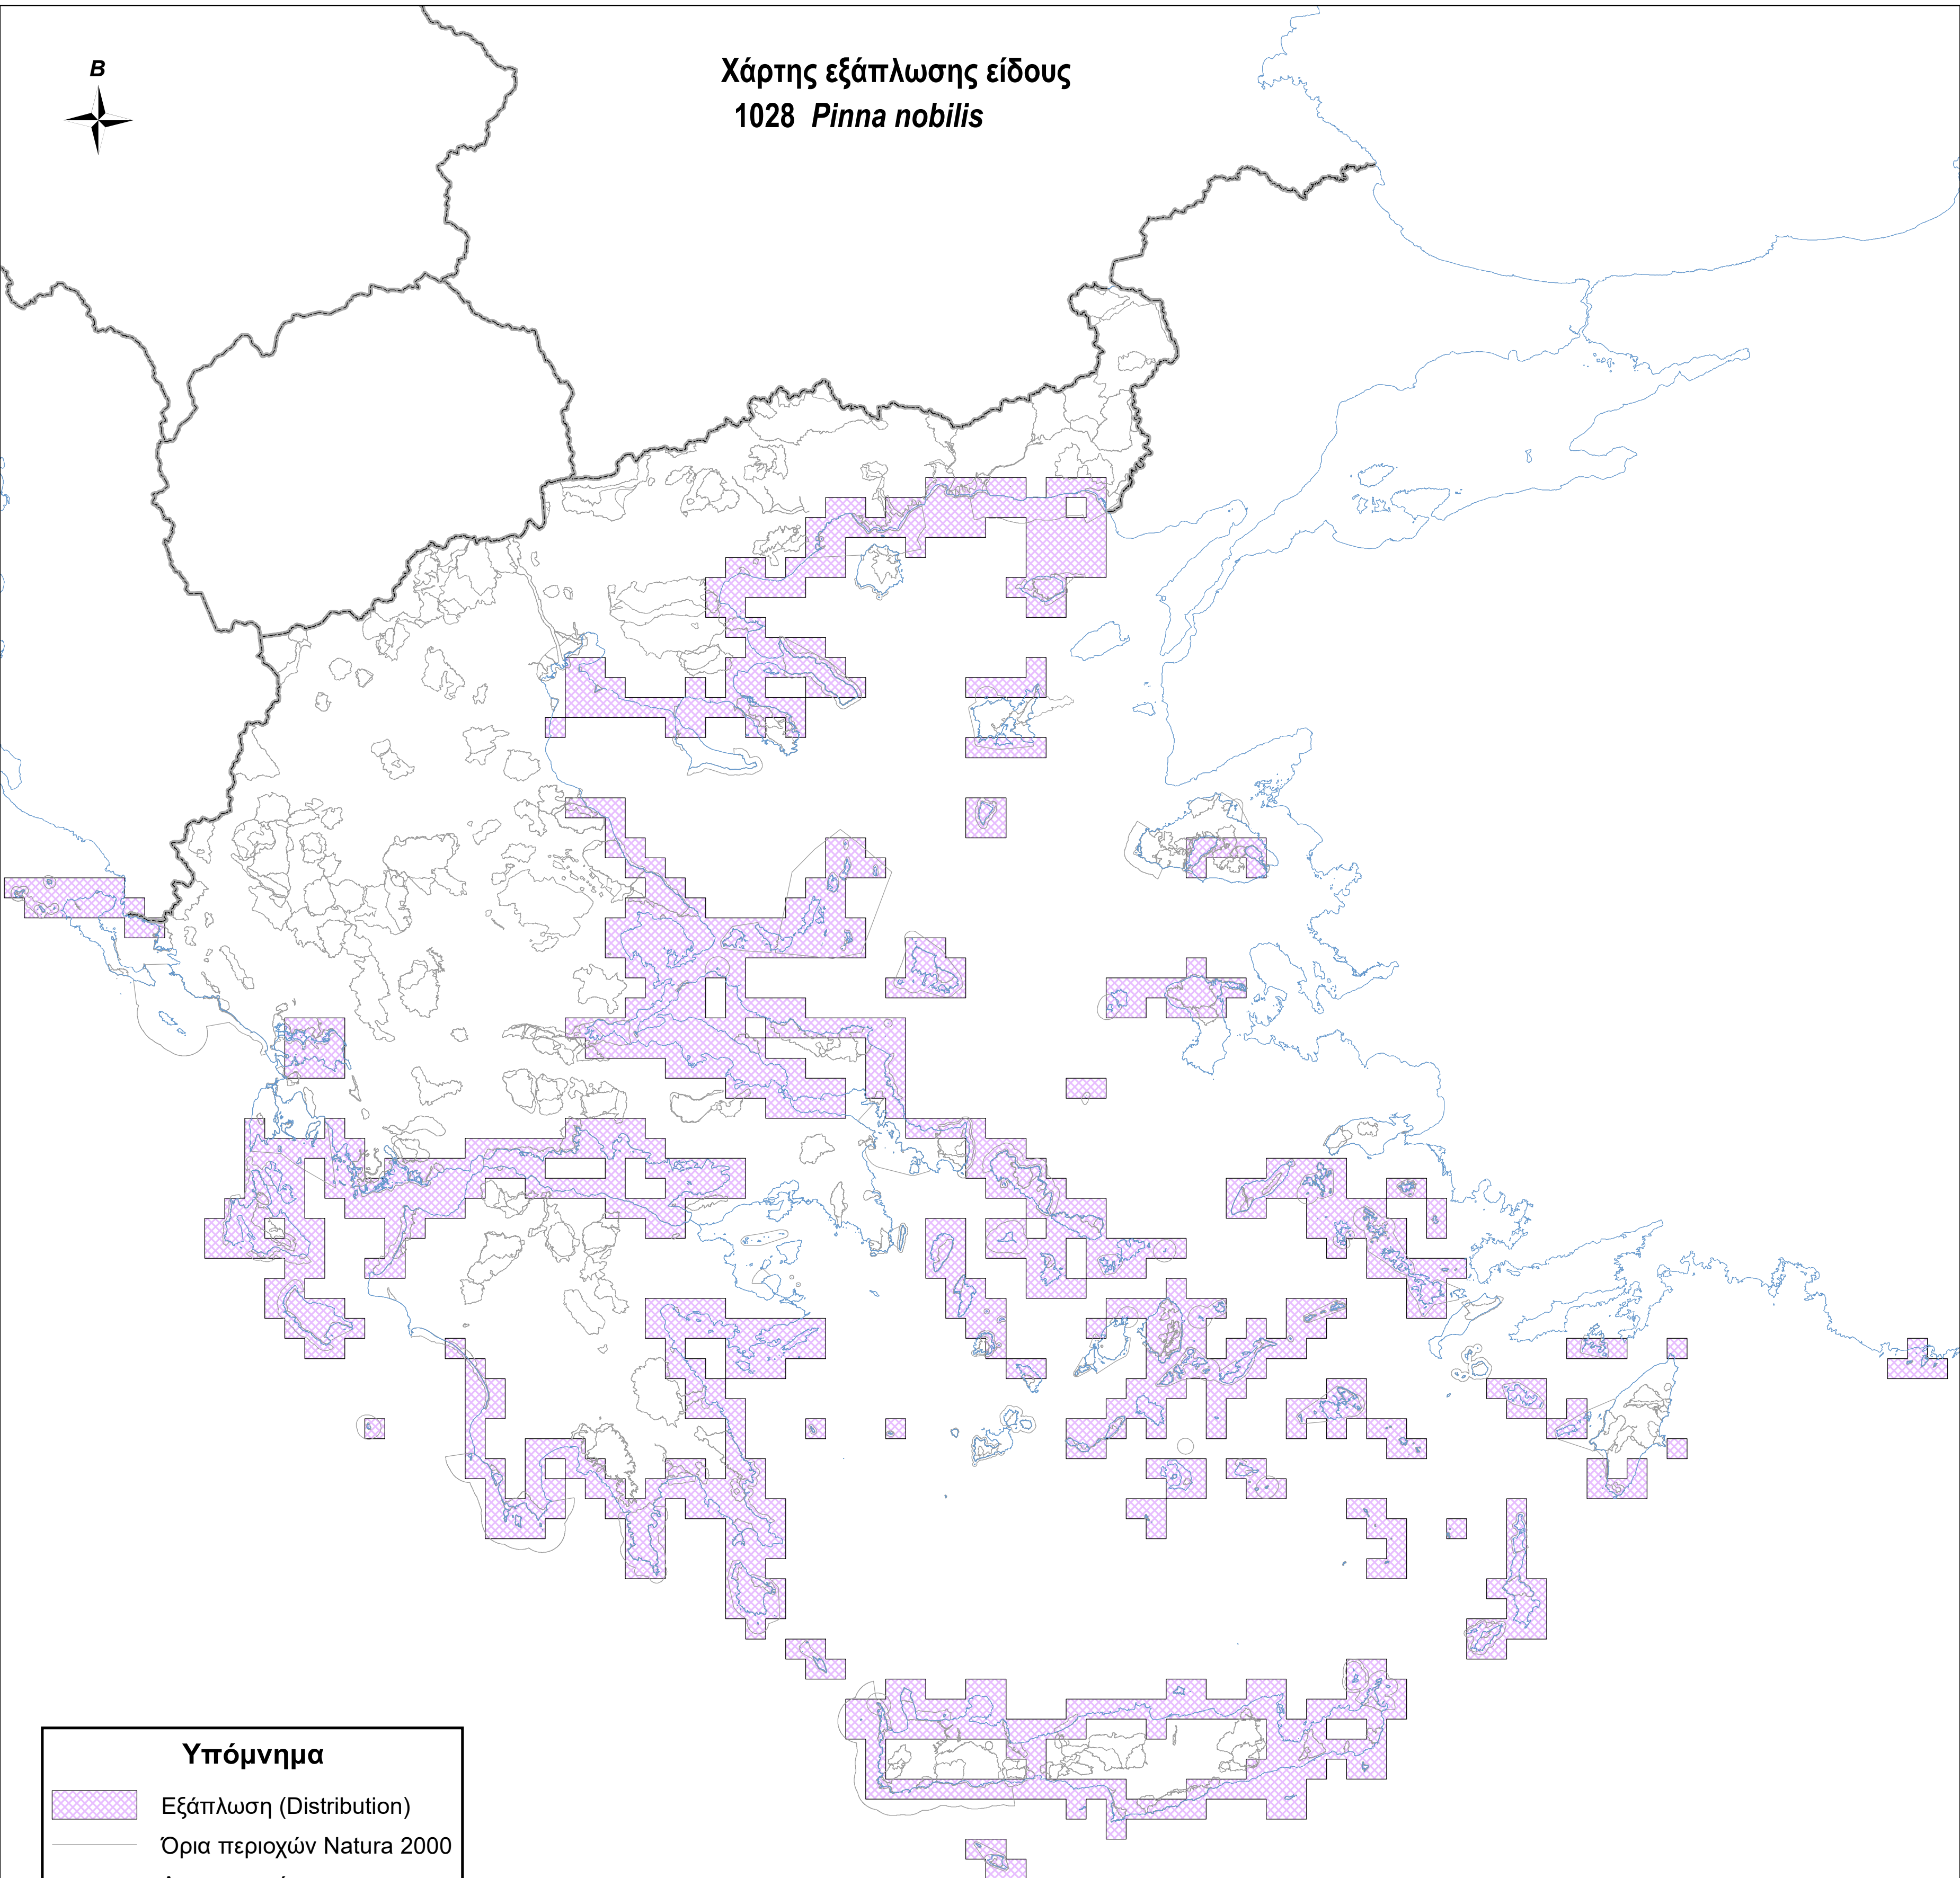 B
Χάρτης εξάπλωσης είδους
1028 Pinna nobilis
Υπόμνημα
Εξάπλωση (Distribution)
Όρια περιοχών Natura 2000